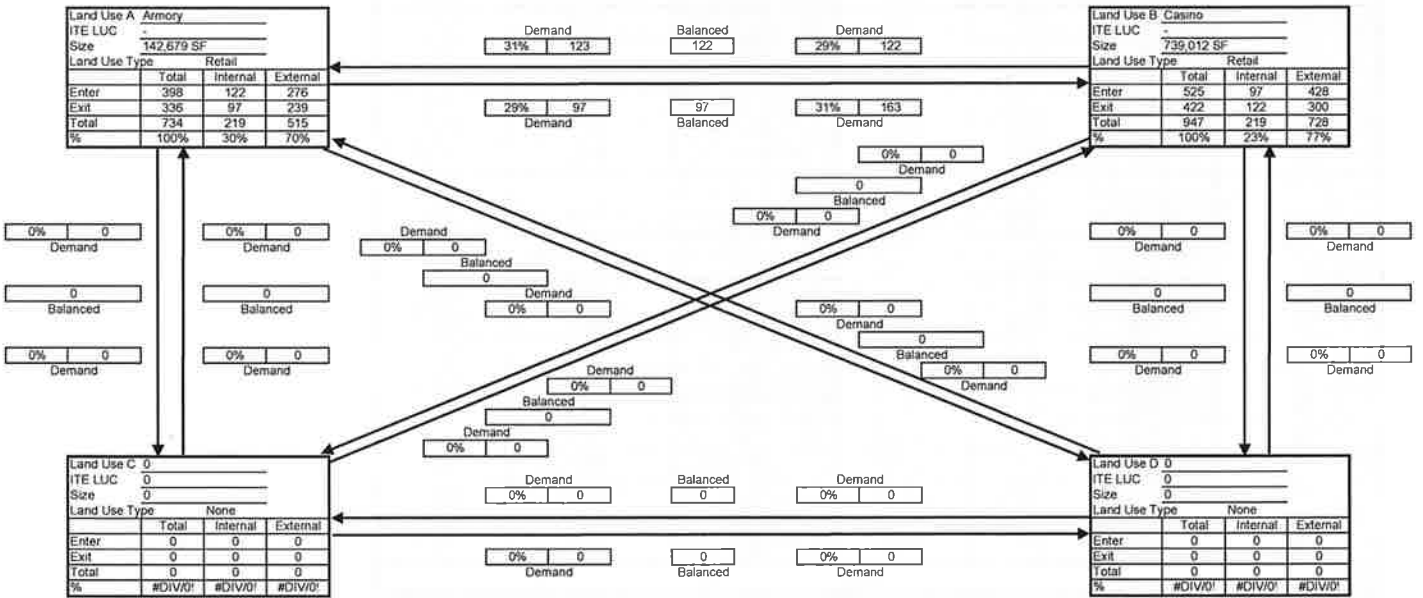 Land Use A Armory
ITE LUC -
Size 142,679 SF
Land Use Type Retail
Total Internal External
Enter 398 122 276
Exit 336 97 239
Total 734 219 515
% 100% 30% 70%
Demand Balanced Demand
31% 123 122 29% 122
29% 97 97 31% 163
Demand Balanced Demand
Land Use B Casino
ITE LUC -
Size 739,012 SF
Land Use Type Retail
Total Internal External
Enter 525 97 428
Exit 422 122 300
Total 947 219 728
% 100% 23% 77%
0% 0
Demand
0
Balanced
0% 0
Demand
0% 0 0% 0
Demand Demand
0 0
Balanced Balanced
0% 0 0% 0
Demand Demand
Demand
0% 0
Balanced
0
Demand
0% 0
0% 0
Demand
0
Balanced
0% 0
Demand
0% 0 0% 0
Demand Demand
0 0
Balanced Balanced
0% 0 0% 0
Demand Demand
Demand
0% 0
Balanced
0
Demand
0% 0
Land Use C 0
ITE LUC 0
Size 0
Land Use Type None
Total Internal External
Enter 0 0 0
Exit 0 0 0
Total 0 0 0
% #DIV/0! #DIV/0! #DIV/0!
Demand Balanced Demand
0% 0 0 0% 0
0% 0 0 0% 0
Demand Balanced Demand
Land Use D 0
ITE LUC 0
Size 0
Land Use Type None
Total Internal External
Enter 0 0 0
Exit 0 0 0
Total 0 0 0
% #DIV/0! #DIV/0! #DIV/0!